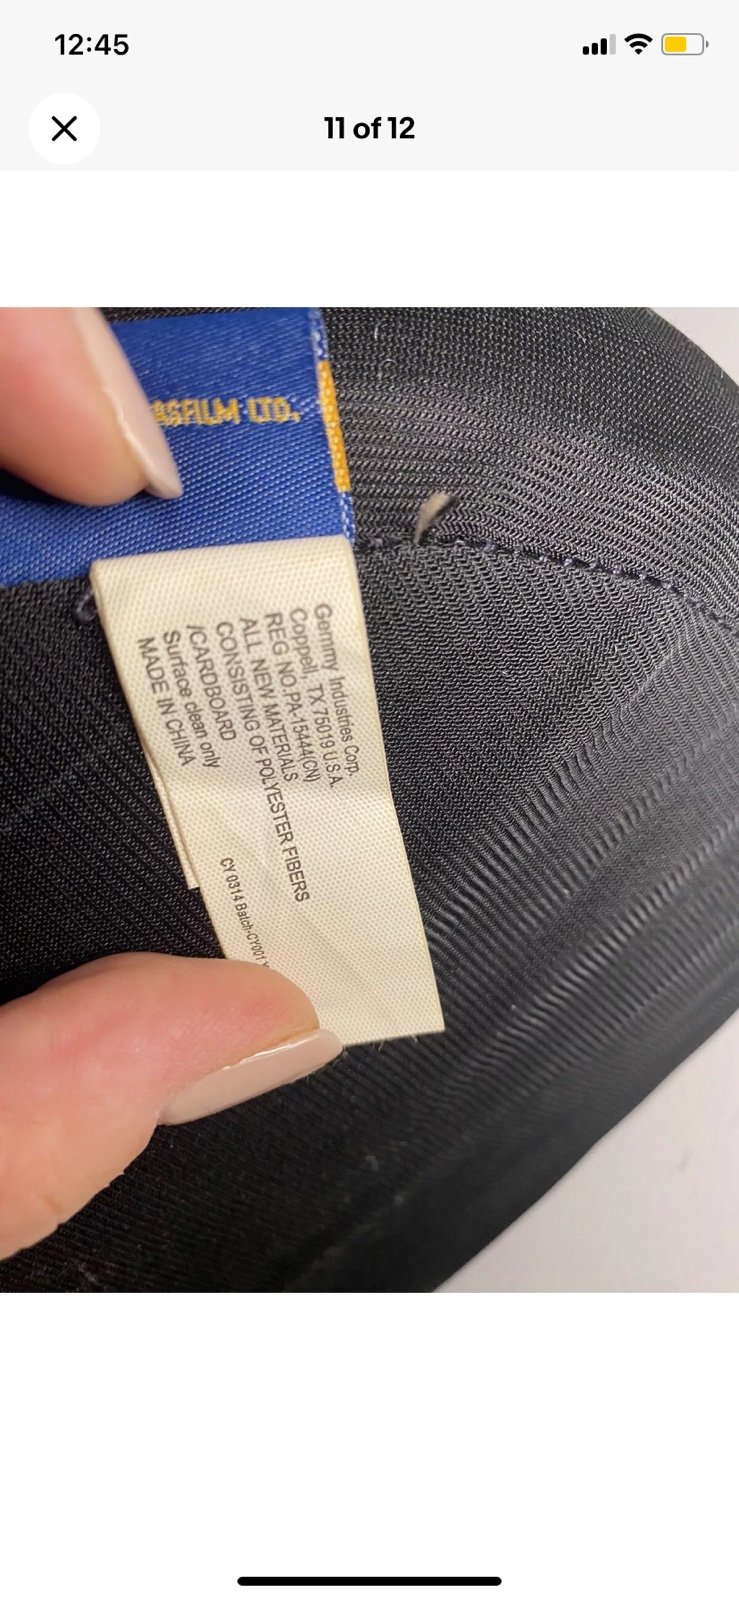 12:45
11 of 12
ASFILM LTD.
Gemmy Industries Corp.
Coppell, TX 75019 U.S.A.
REG NO.PA-15444(CN)
ALL NEW MATERIALS
CONSISTING OF POLYESTER FIBERS
/CARDBOARD
Surface clean only
MADE IN CHINA
CY 0314 Batch-CY001